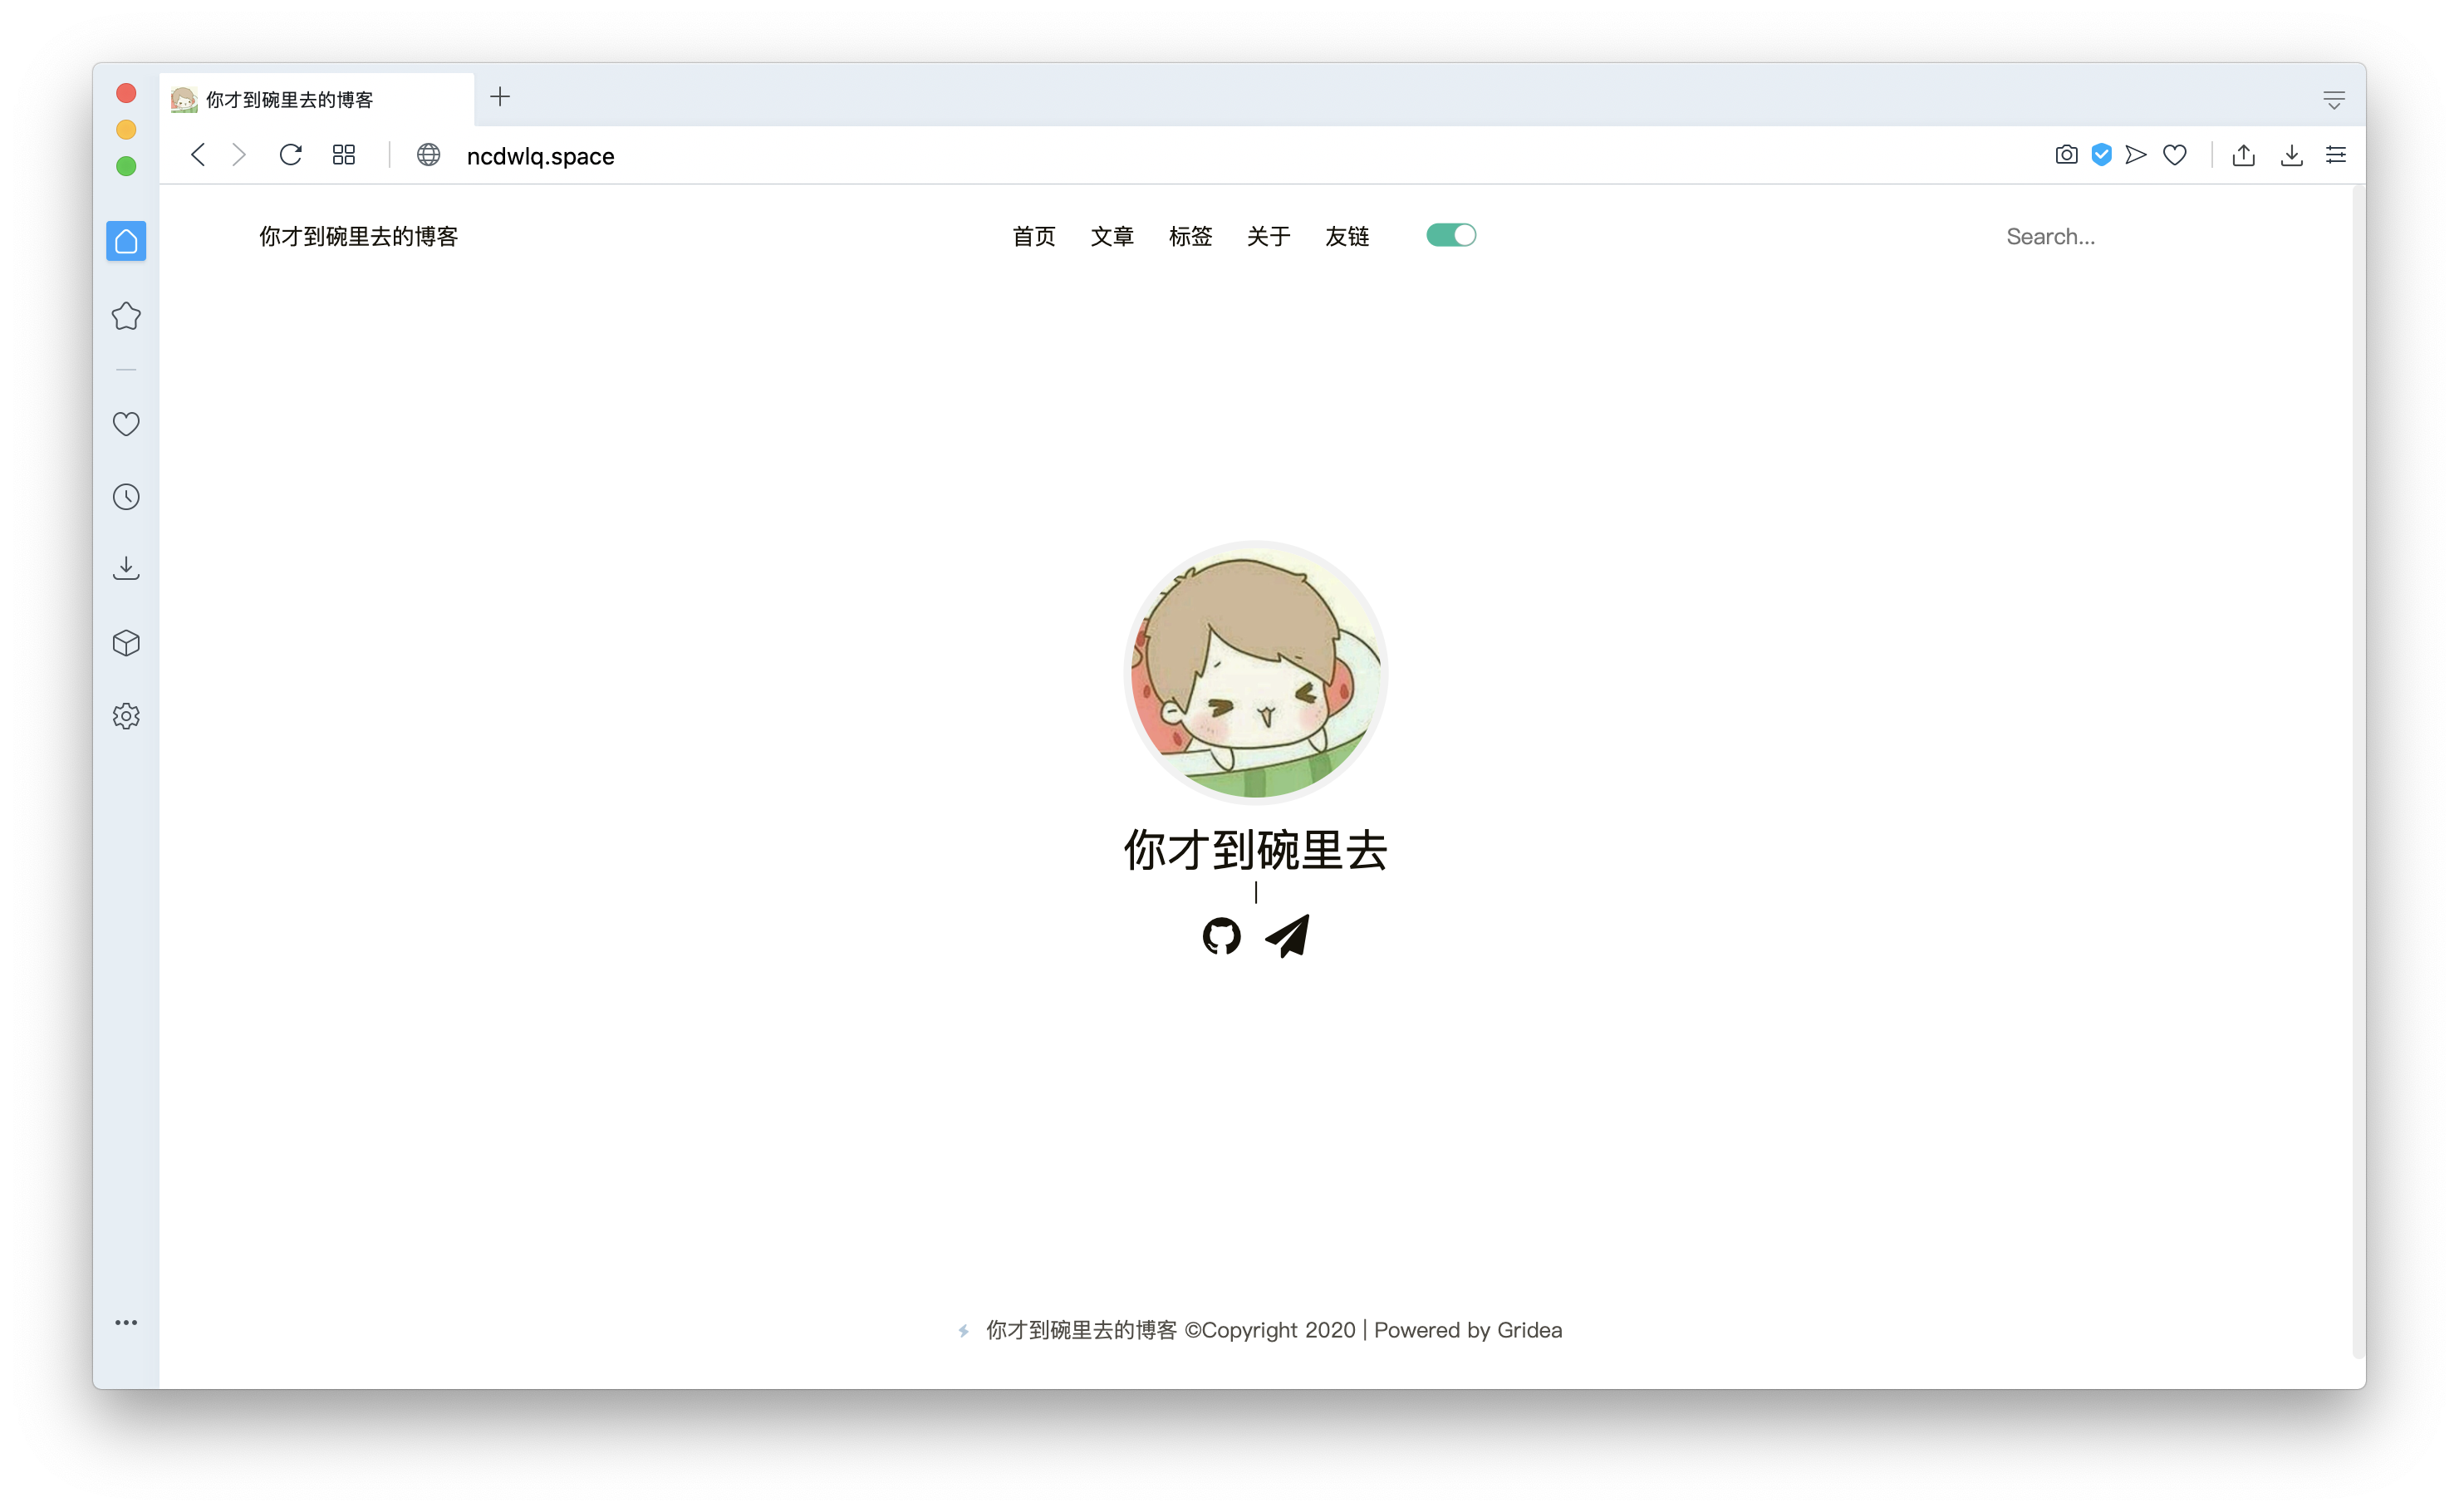 你才到碗里去的博客
ncdwlq.space
你才到碗里去的博客 首页 文章 标签 关于 友链 Search...
你才到碗里去
|
你才到碗里去的博客 ©Copyright 2020 | Powered by Gridea